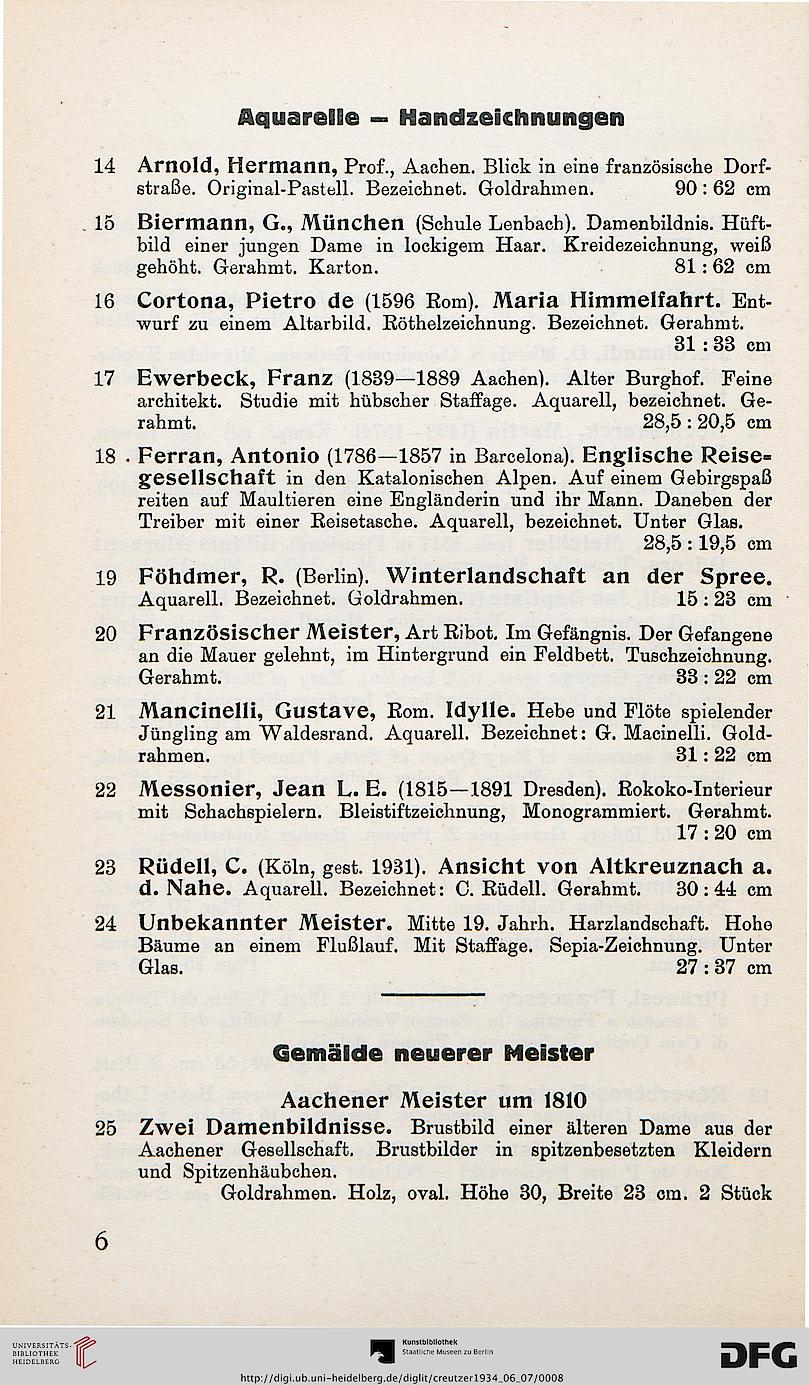 Aquarelle — Handzeichnungen
14 Arnold, Hermann, Prof., Aachen. Blick in eine französische Dorf-
straße. Original-Pastell. Bezeichnet. Goldrahmen. 90 : 62 cm
15 Biermann, G., München (Schule Lenbach). Damenbildnis. Hüft-
bild einer jungen Dame in lockigem Haar. Kreidezeichnung, weiß
gehöht. Gerahmt. Karton. 81 : 62 cm
16 Cortona, Pietro de (1596 Rom). Maria Himmelfahrt. Ent-
wurf zu einem Altarbild. Röthelzeichnung. Bezeichnet. Gerahmt.
31 : 33 cm
17 Ewerbeck, Franz (1839—1889 Aachen). Alter Burghof. Feine
architekt. Studie mit hübscher Staffage. Aquarell, bezeichnet. Ge-
rahmt. 28,5 : 20,5 cm
18 . Ferran, Antonio (1786—1857 in Barcelona). Englische Reise-
gesellschaft in den Katalonischen Alpen. Auf einem Gebirgspaß
reiten auf Maultieren eine Engländerin und ihr Mann. Daneben der
Treiber mit einer Reisetasche. Aquarell, bezeichnet. Unter Glas.
28,5 : 19,5 cm
19 Föhdmer, R. (Berlin). Winterlandschaft an der Spree.
Aquarell. Bezeichnet. Goldrahmen. 15 : 23 cm
20 Französischer Meister, Art Ribot. Im Gefängnis. Der Gefangene
an die Mauer gelehnt, im Hintergrund ein Feldbett. Tuschzeichnung.
Gerahmt. 33 : 22 cm
21 Mancinelli, Gustave, Rom. Idylle. Hebe und Flöte spielender
Jüngling am Waldesrand. Aquarell. Bezeichnet: G. Macinelli. Gold-
rahmen. 31 : 22 cm
22 Messonier, Jean L. E. (1815—1891 Dresden). Rokoko-Interieur
mit Schachspielern. Bleistiftzeichnung, Monogrammiert. Gerahmt.
17 : 20 cm
23 Rüdell, C. (Köln, gest. 1931). Ansicht von Altkreuznach a.
d. Nahe. Aquarell. Bezeichnet: C. Rüdell. Gerahmt. 30 : 44 cm
24 Unbekannter Meister. Mitte 19. Jahrh. Harzlandschaft. Hohe
Bäume an einem Flußlauf. Mit Staffage. Sepia-Zeichnung. Unter
Glas. 27 : 37 cm
Gemälde neuerer Meister
Aachener Meister um 1810
25 Zwei Damenbildnisse. Brustbild einer älteren Dame aus der
Aachener Gesellschaft. Brustbilder in spitzenbesetzten Kleidern
und Spitzenhäubchen.
Goldrahmen. Holz, oval. Höhe 30, Breite 23 cm. 2 Stück
6
UNIVERSITÄTS-
BIBLIOTHEK
HEIDELBERG
Kunstbibliothek
Staatliche Museen zu Berlin
DFG
http://digi.ub.uni-heidelberg.de/diglit/creutzer1934_06_07/0008